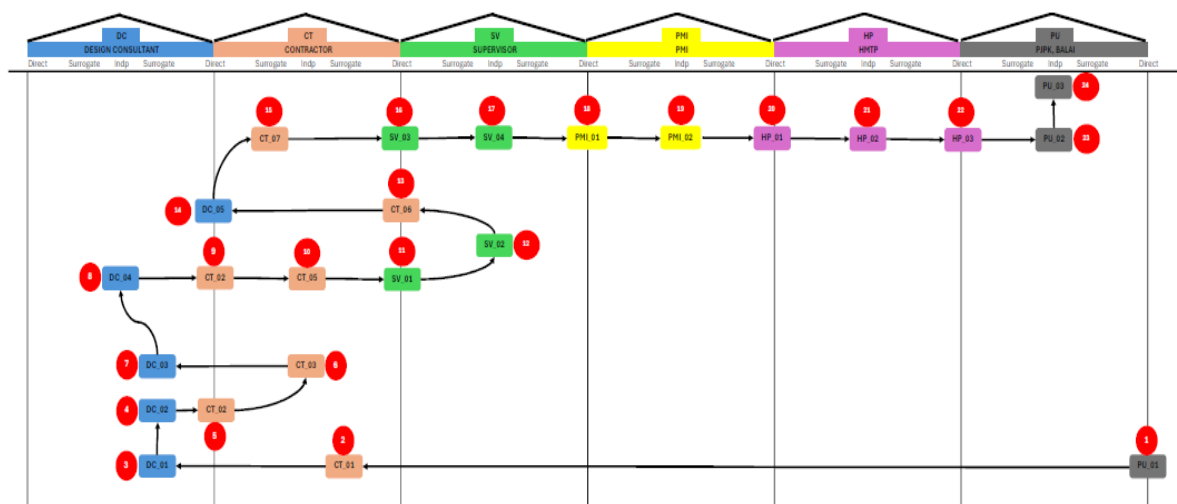 DC CT SV PMI HP PU
DESIGN CONSULTANT CONTRACTOR SUPERVISOR PMI HMTP PJPK, BALAI
Direct Surrogate Indp Surrogate Direct Surrogate Indp Surrogate Direct Surrogate Indp Surrogate Direct Surrogate Indp Surrogate Direct Surrogate Indp Surrogate Direct Surrogate Indp Surrogate Direct
PU_03 24
15 16 17 18 19 20 21 22
CT_07 SV_03 SV_04 PMI_01 PMI_02 HP_01 HP_02 HP_03 PU_02 23
13
14 DC_05 CT_06
9 10 11 SV_02 12
8 DC_04 CT_02 CT_05 SV_01
7 DC_03 CT_03 6
4 DC_02 CT_02
5 2 1
3 DC_01 CT_01 PU_01